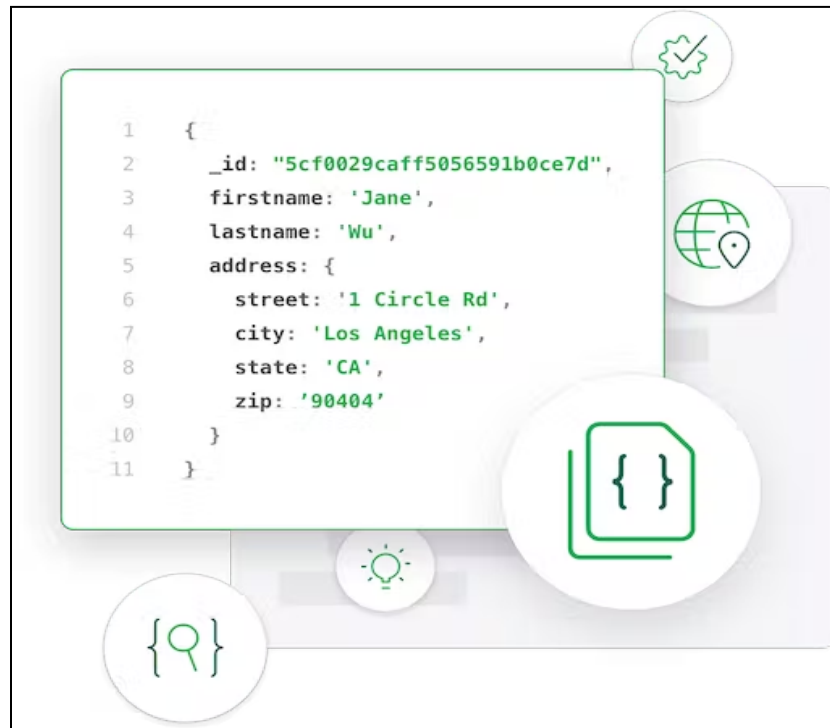 1 {
2 _id: "5cf0029caff5056591b0ce7d",
3 firstname: 'Jane',
4 lastname: 'Wu',
5 address: {
6 street: '1 Circle Rd',
7 city: 'Los Angeles',
8 state: 'CA',
9 zip: ’90404’
10 }
11 }
{ }
{ }